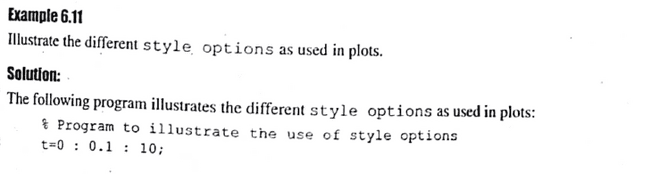 Example 6.11
Illustrate the different style options as used in plots.
Solution:
The following program illustrates the different style options as used in plots:
% Program to illustrate the use of style options
t=0 : 0.1 : 10;